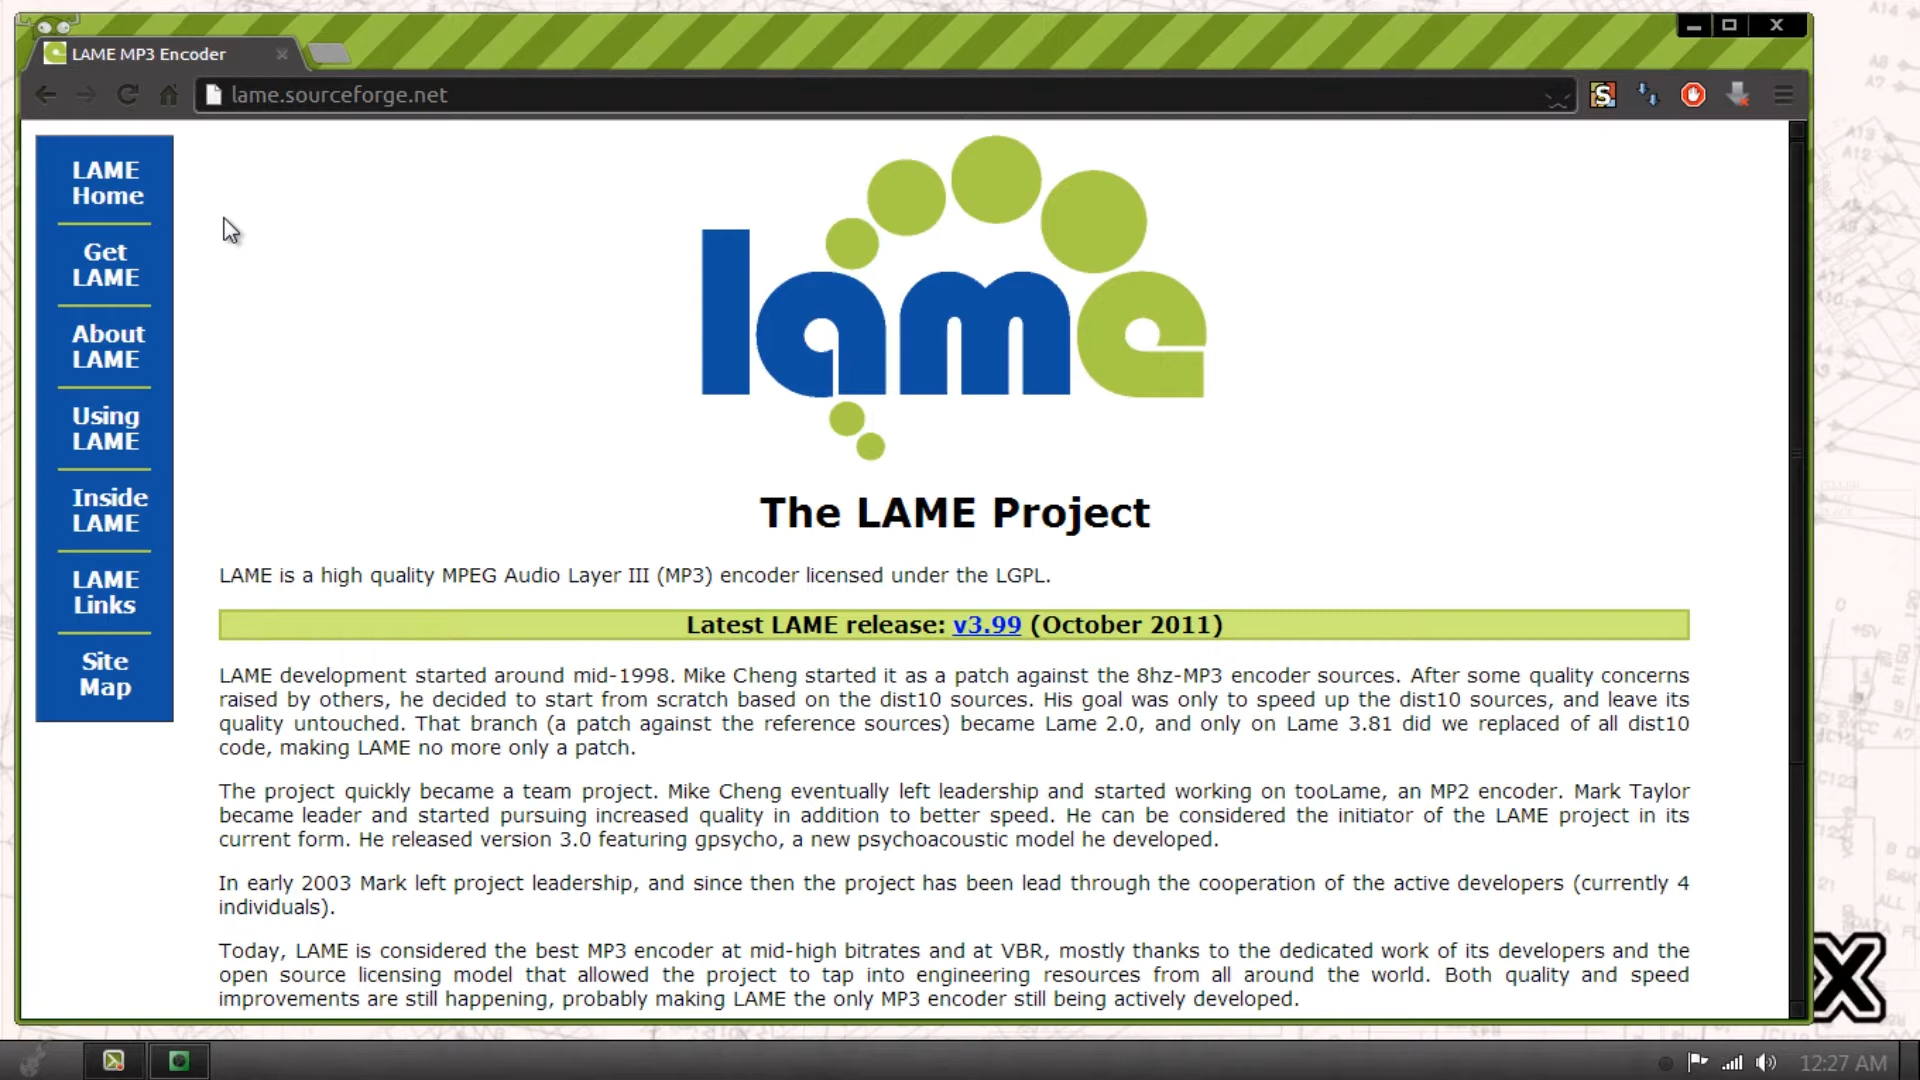 LAME MP3 Encoder
lame.sourceforge.net
LAME
Home
Get
LAME
About
LAME
Using
LAME
Inside
LAME
LAME
Links
Site
Map
lame
The LAME Project
LAME is a high quality MPEG Audio Layer III (MP3) encoder licensed under the LGPL.
Latest LAME release: v3.99 (October 2011)
LAME development started around mid-1998. Mike Cheng started it as a patch against the 8hz-MP3 encoder sources. After some quality concerns
raised by others, he decided to start from scratch based on the dist10 sources. His goal was only to speed up the dist10 sources, and leave its
quality untouched. That branch (a patch against the reference sources) became Lame 2.0, and only on Lame 3.81 did we replaced of all dist10
code, making LAME no more only a patch.
The project quickly became a team project. Mike Cheng eventually left leadership and started working on tooLame, an MP2 encoder. Mark Taylor
became leader and started pursuing increased quality in addition to better speed. He can be considered the initiator of the LAME project in its
current form. He released version 3.0 featuring gpsycho, a new psychoacoustic model he developed.
In early 2003 Mark left project leadership, and since then the project has been lead through the cooperation of the active developers (currently 4
individuals).
Today, LAME is considered the best MP3 encoder at mid-high bitrates and at VBR, mostly thanks to the dedicated work of its developers and the
open source licensing model that allowed the project to tap into engineering resources from all around the world. Both quality and speed
improvements are still happening, probably making LAME the only MP3 encoder still being actively developed.
X
12:27 AM